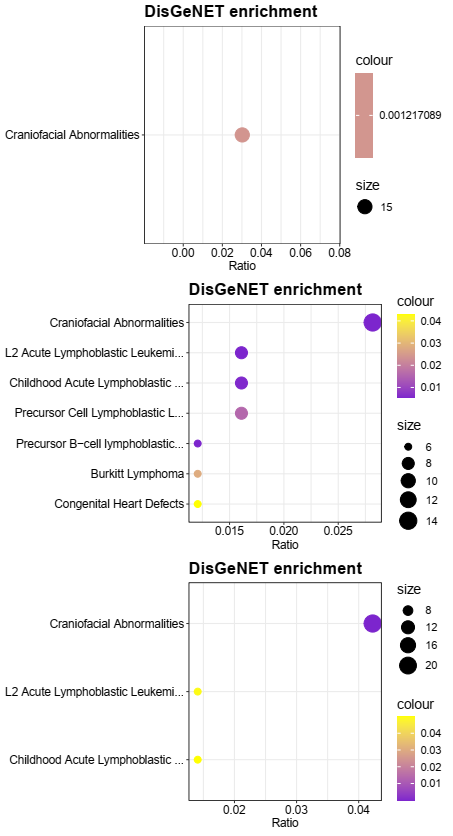 DisGeNET enrichment
Craniofacial Abnormalities
0.00 0.02 0.04 0.06 0.08
Ratio
colour
0.001217089
size
15
DisGeNET enrichment
Craniofacial Abnormalities
L2 Acute Lymphoblastic Leukemi...
Childhood Acute Lymphoblastic ...
Precursor Cell Lymphoblastic L...
Precursor B−cell lymphoblastic...
Burkitt Lymphoma
Congenital Heart Defects
0.015 0.020 0.025
Ratio
colour
0.04
0.03
0.02
0.01
size
6
8
10
12
14
DisGeNET enrichment
Craniofacial Abnormalities
L2 Acute Lymphoblastic Leukemi...
Childhood Acute Lymphoblastic ...
0.02 0.03 0.04
Ratio
size
8
12
16
20
colour
0.04
0.03
0.02
0.01